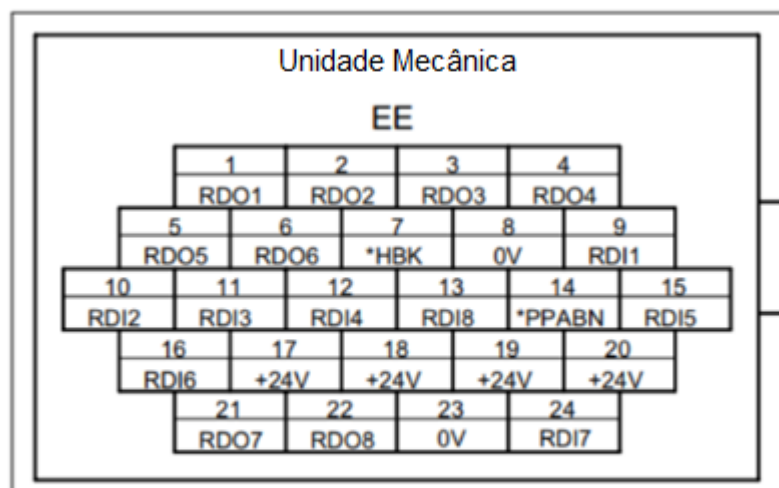 Unidade Mecânica
EE
1 2 3 4
RDO1 RDO2 RDO3 RDO4
5 6 7 8 9
RDO5 RDO6 *HBK 0V RDI1
10 11 12 13 14 15
RDI2 RDI3 RDI4 RDI8 *PPABN RDI5
16 17 18 19 20
RDI6 +24V +24V +24V +24V
21 22 23 24
RDO7 RDO8 0V RDI7